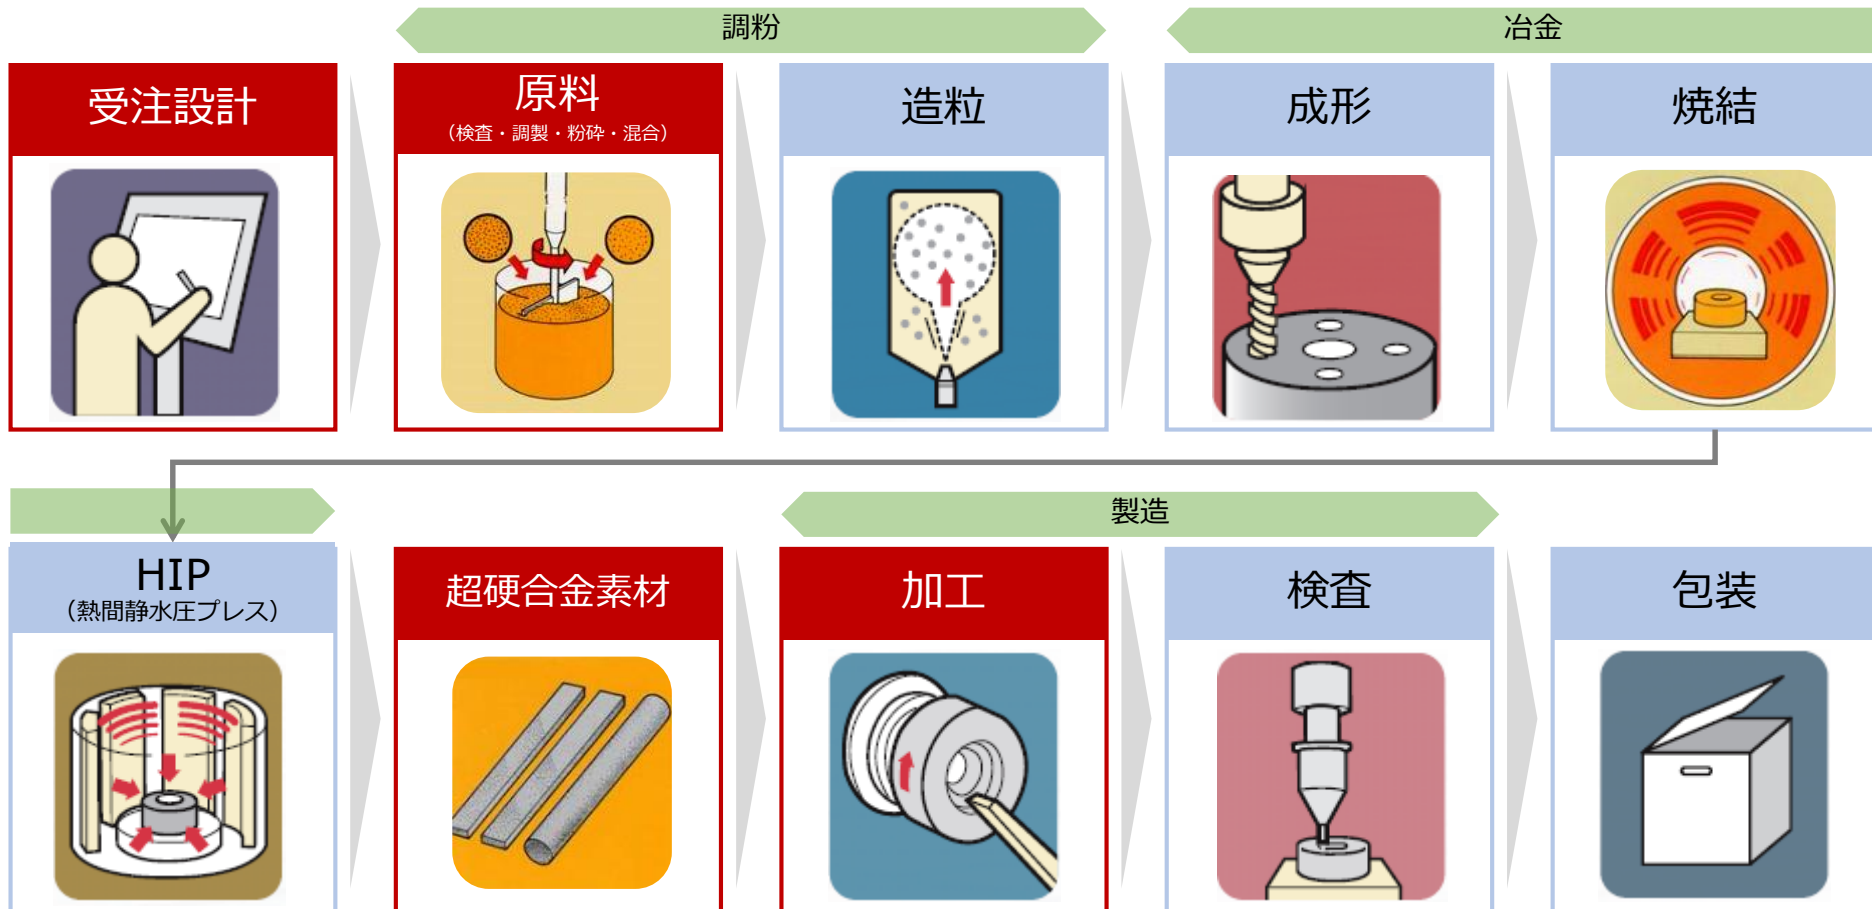 調粉
冶金
受注設計
原料
（検査・調製・粉砕・混合）
造粒
成形
焼結
製造
HIP
（熱間静水圧プレス）
超硬合金素材
加工
検査
包装